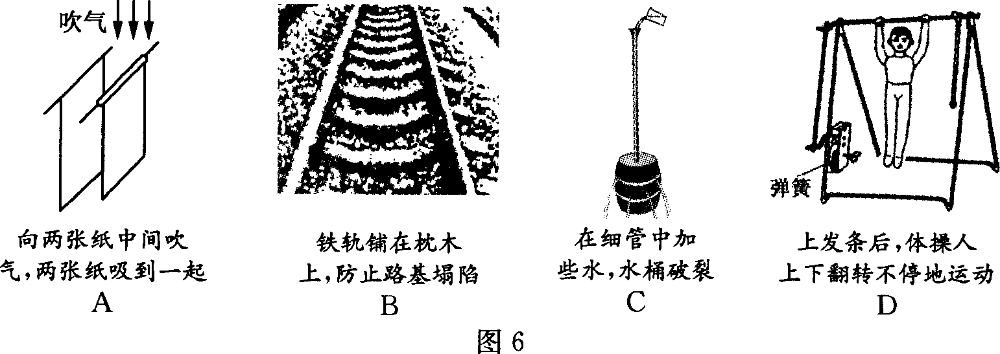 吹气
弹簧
向两张纸中间吹
气,两张纸吸到一起
A
铁轨铺在枕木
上,防止路基塌陷
B
在细管中加
些水,水桶破裂
C
上发条后,体操人
上下翻转不停地运动
D
图 6